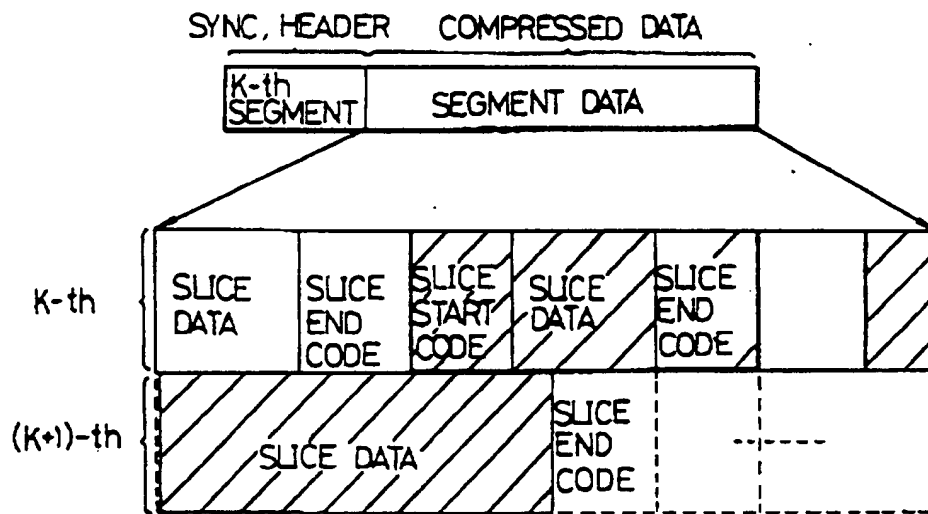 SYNC, HEADER COMPRESSED DATA
K-th
SEGMENT
SEGMENT DATA
K-th
SLICE
DATA
SLICE
END
CODE
SLICE
START
CODE
SLICE
DATA
SLICE
END
CODE
(K+1)-th
SLICE DATA
SLICE
END
CODE